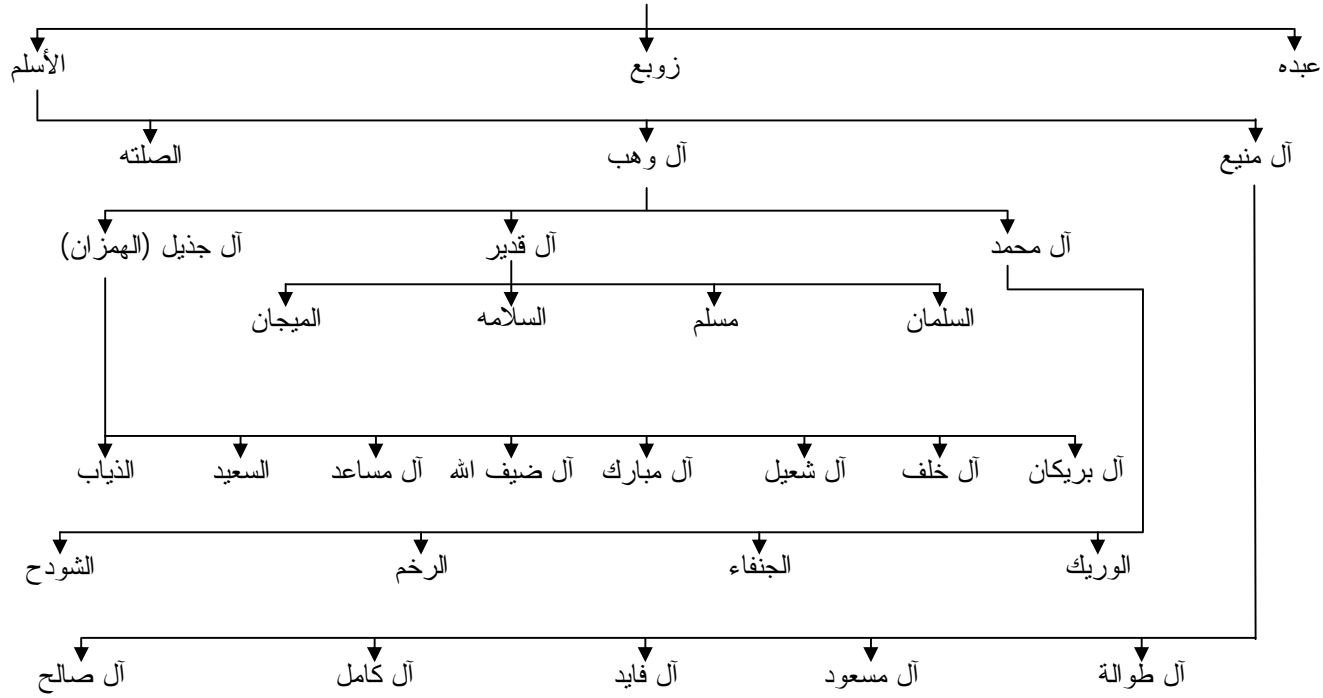 عبده زوبع الأسلم
آل منيع آل وهب الصلته
آل محمد آل قدير آل جذيل (الهمزان)
السلمان مسلم السلامه الميجان
آل بريكان آل خلف آل شعيل آل مبارك آل ضيف الله آل مساعد السعيد الذياب
الوريك الجنفاء الرخم الشودح
آل طوالة آل مسعود آل فايد آل كامل آل صالح